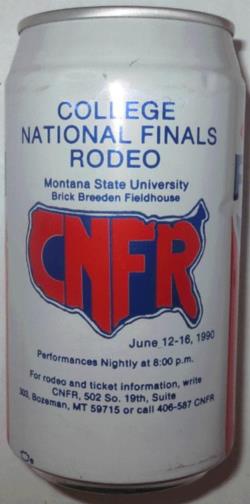 COLLEGE
NATIONAL FINALS
RODEO
Montana State University
Brick Breeden Fieldhouse
CNFR
June 12-16, 1990
Performances Nightly at 8:00 p.m.
For rodeo and ticket information, write
CNFR, 502 So. 19th, Suite
303, Bozeman, MT 59715 or call 406-587 CNFR